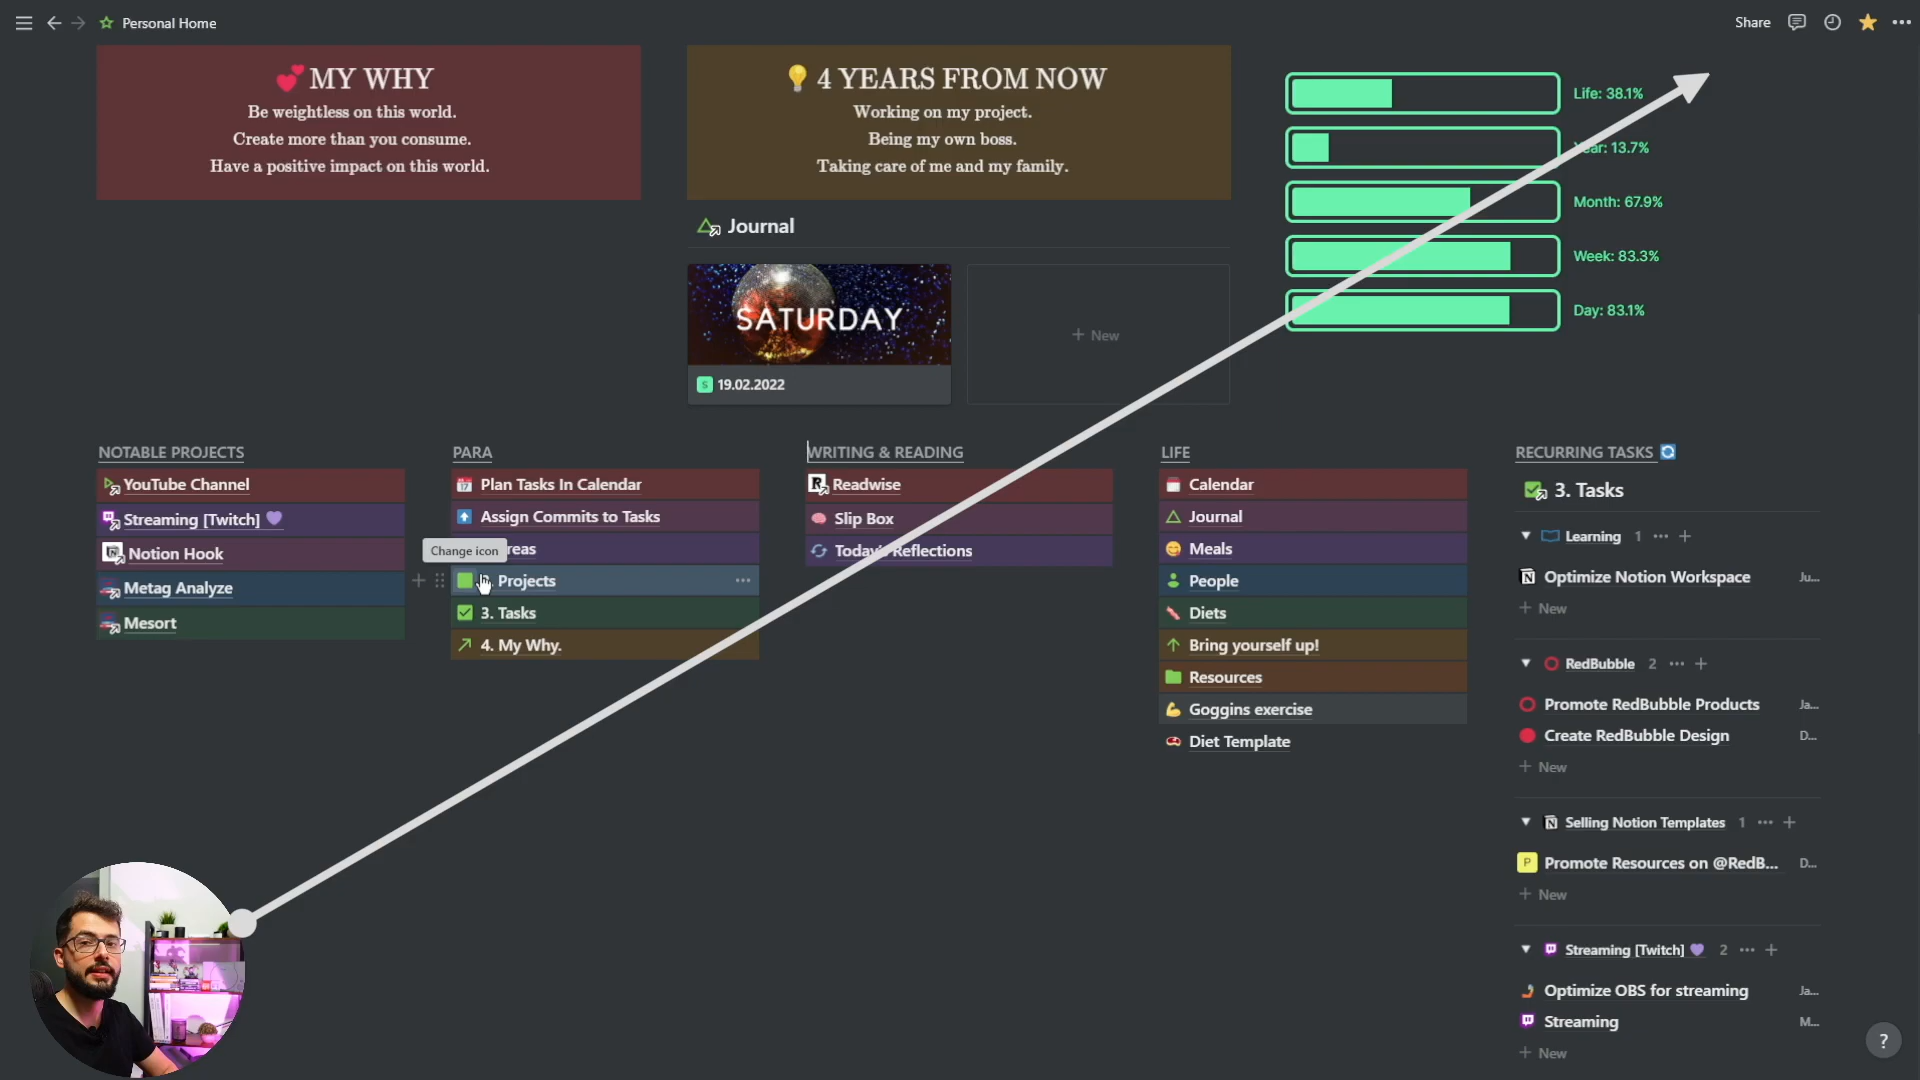 Personal Home
Share
MY WHY
Be weightless on this world.
Create more than you consume.
Have a positive impact on this world.
4 YEARS FROM NOW
Working on my project.
Being my own boss.
Taking care of me and my family.
Life: 38.1%
Year: 13.7%
Month: 67.9%
Week: 83.3%
Day: 83.1%
Journal
SATURDAY
S 19.02.2022
+ New
NOTABLE PROJECTS
YouTube Channel
Streaming [Twitch]
Notion Hook
Metag Analyze
Mesort
PARA
Plan Tasks In Calendar
Assign Commits to Tasks
Change icon
Projects
3. Tasks
4. My Why.
WRITING & READING
Readwise
Slip Box
Today's Reflections
LIFE
Calendar
Journal
Meals
People
Diets
Bring yourself up!
Resources
Goggins exercise
Diet Template
RECURRING TASKS
3. Tasks
Learning 1 ... +
Optimize Notion Workspace Ju...
+ New
RedBubble 2 ... +
Promote RedBubble Products Ja...
Create RedBubble Design D...
+ New
Selling Notion Templates 1 ... +
P Promote Resources on @RedB... D...
+ New
Streaming [Twitch] 2 ... +
Optimize OBS for streaming Ja...
Streaming M...
+ New
?